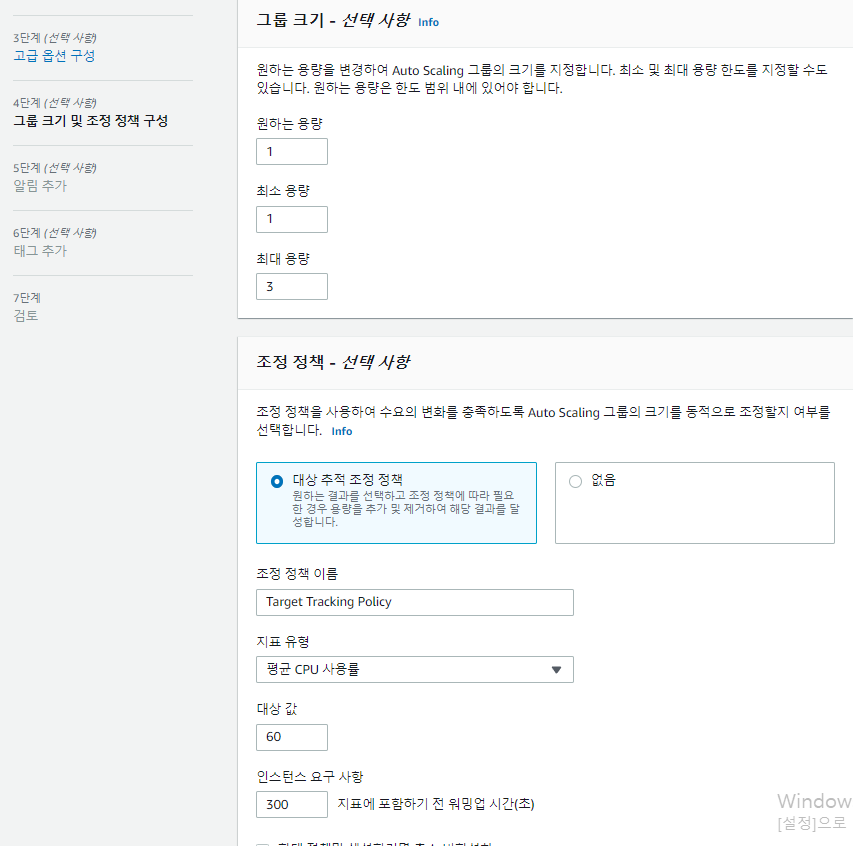 3단계 (선택 사항)
고급 옵션 구성
4단계 (선택 사항)
그룹 크기 및 조정 정책 구성
5단계 (선택 사항)
알림 추가
6단계 (선택 사항)
태그 추가
7단계
검토
그룹 크기 - 선택 사항 Info
원하는 용량을 변경하여 Auto Scaling 그룹의 크기를 지정합니다. 최소 및 최대 용량 한도를 지정할 수도
있습니다. 원하는 용량은 한도 범위 내에 있어야 합니다.
원하는 용량
1
최소 용량
1
최대 용량
3
조정 정책 - 선택 사항
조정 정책을 사용하여 수요의 변화를 충족하도록 Auto Scaling 그룹의 크기를 동적으로 조정할지 여부를
선택합니다. Info
대상 추적 조정 정책
원하는 결과를 선택하고 조정 정책에 따라 필요
한 경우 용량을 추가 및 제거하여 해당 결과를 달
성합니다.
없음
조정 정책 이름
Target Tracking Policy
지표 유형
평균 CPU 사용률
대상 값
60
인스턴스 요구 사항
300 지표에 포함하기 전 워밍업 시간(초)
Window
[설정]으로